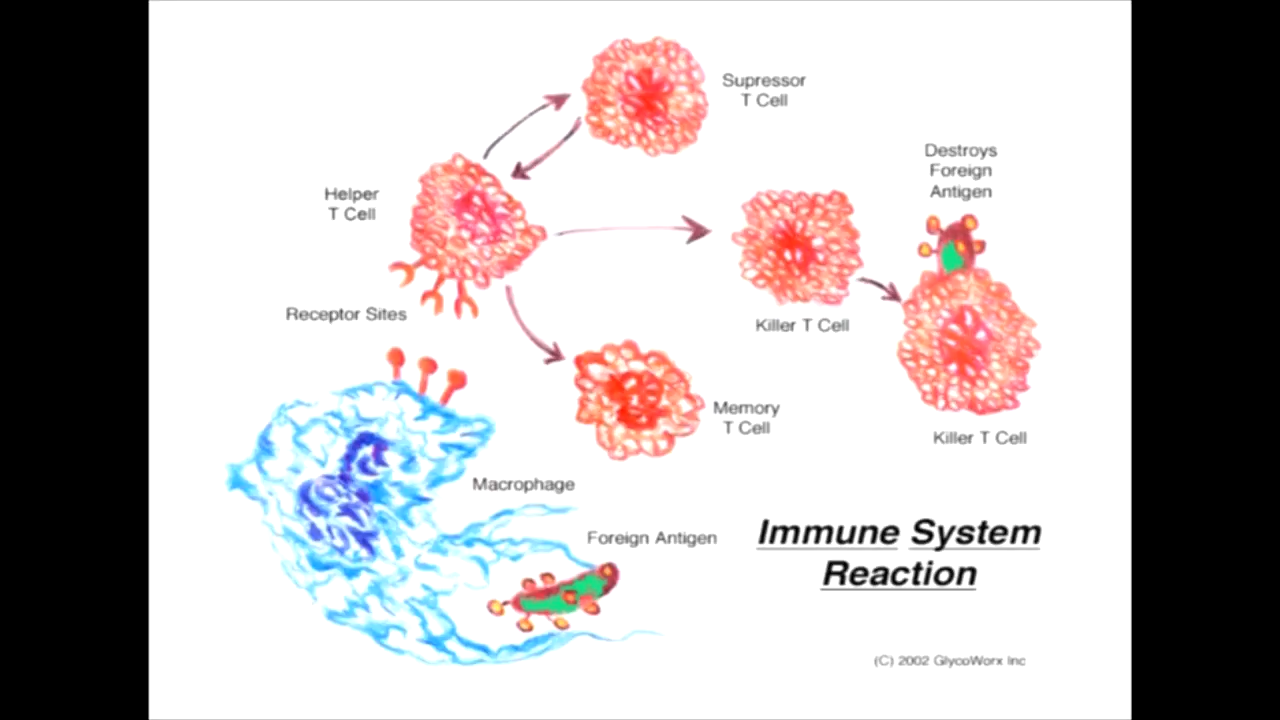 Supressor
T Cell
Destroys
Foreign
Antigen
Helper
T Cell
Receptor Sites
Killer T Cell
Memory
T Cell
Killer T Cell
Macrophage
Foreign Antigen
Immune System
Reaction
(C) 2002 GlycoWorx Inc